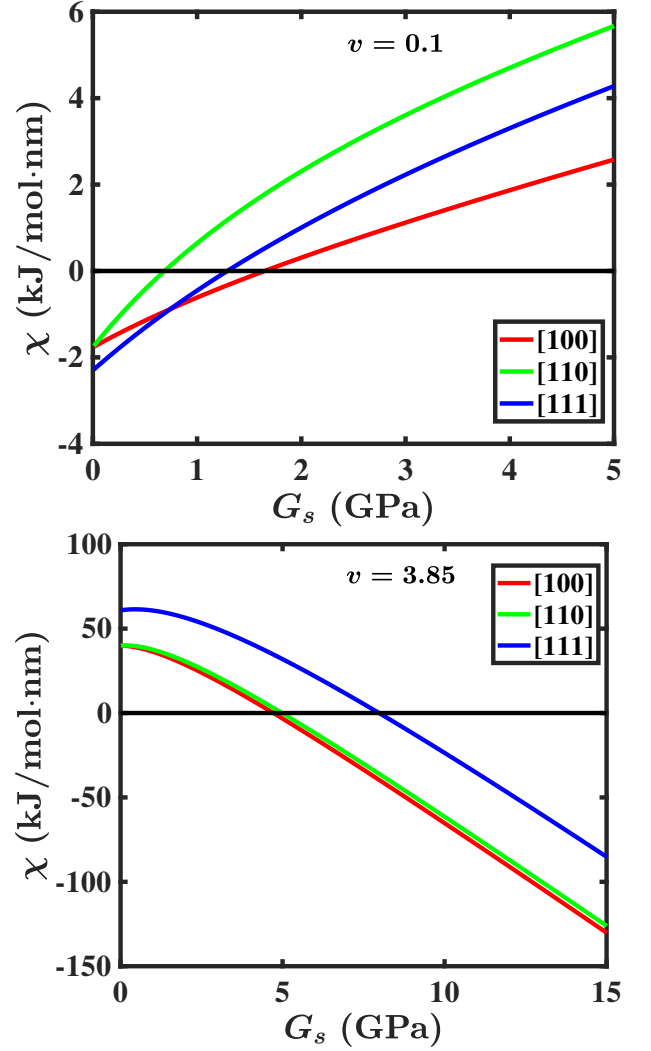 6
4
2
0
-2
-4
χ (kJ/mol·nm)
v = 0.1
[100]
[110]
[111]
0 1 2 3 4 5
G_s (GPa)
100
50
0
-50
-100
-150
χ (kJ/mol·nm)
v = 3.85
[100]
[110]
[111]
0 5 10 15
G_s (GPa)